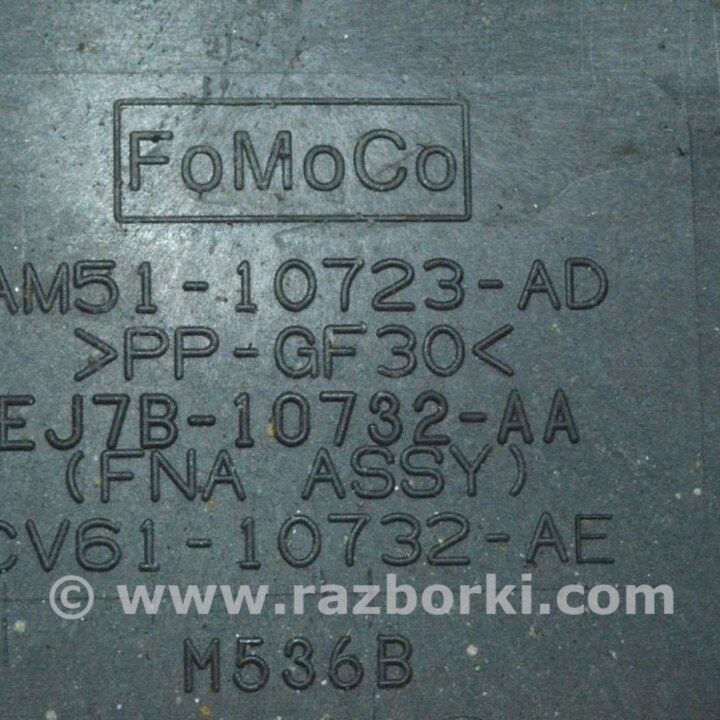 FoMoCo
AM51-10723-AD
>PP-GF30<
EJ7B-10732-AA
(FNA ASSY)
CV61-10732-AE
© www.razborki.com
M536B